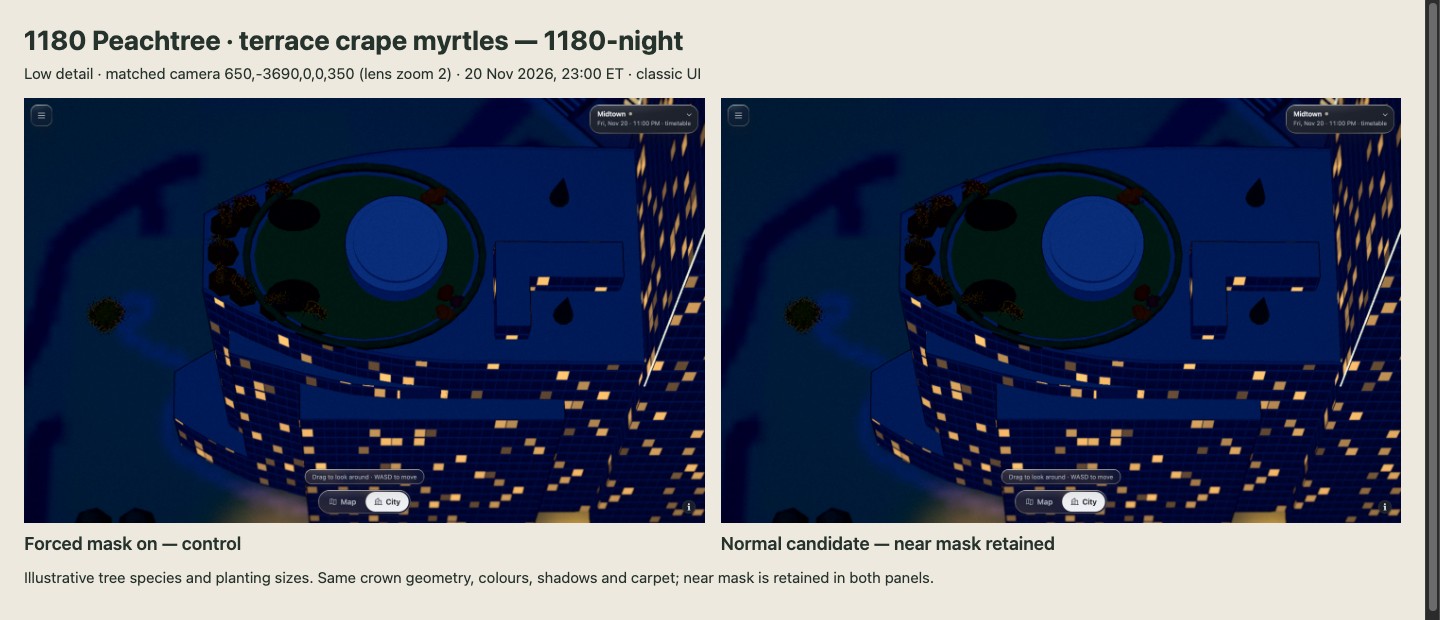 1180 Peachtree · terrace crape myrtles — 1180-night
Low detail · matched camera 650,-3690,0,0,350 (lens zoom 2) · 20 Nov 2026, 23:00 ET · classic UI
Midtown
Fri, Nov 20 · 11:00 PM · timetable
Drag to look around · WASD to move
Map City
i
Midtown
Fri, Nov 20 · 11:00 PM · timetable
Drag to look around · WASD to move
Map City
i
Forced mask on — control
Normal candidate — near mask retained
Illustrative tree species and planting sizes. Same crown geometry, colours, shadows and carpet; near mask is retained in both panels.